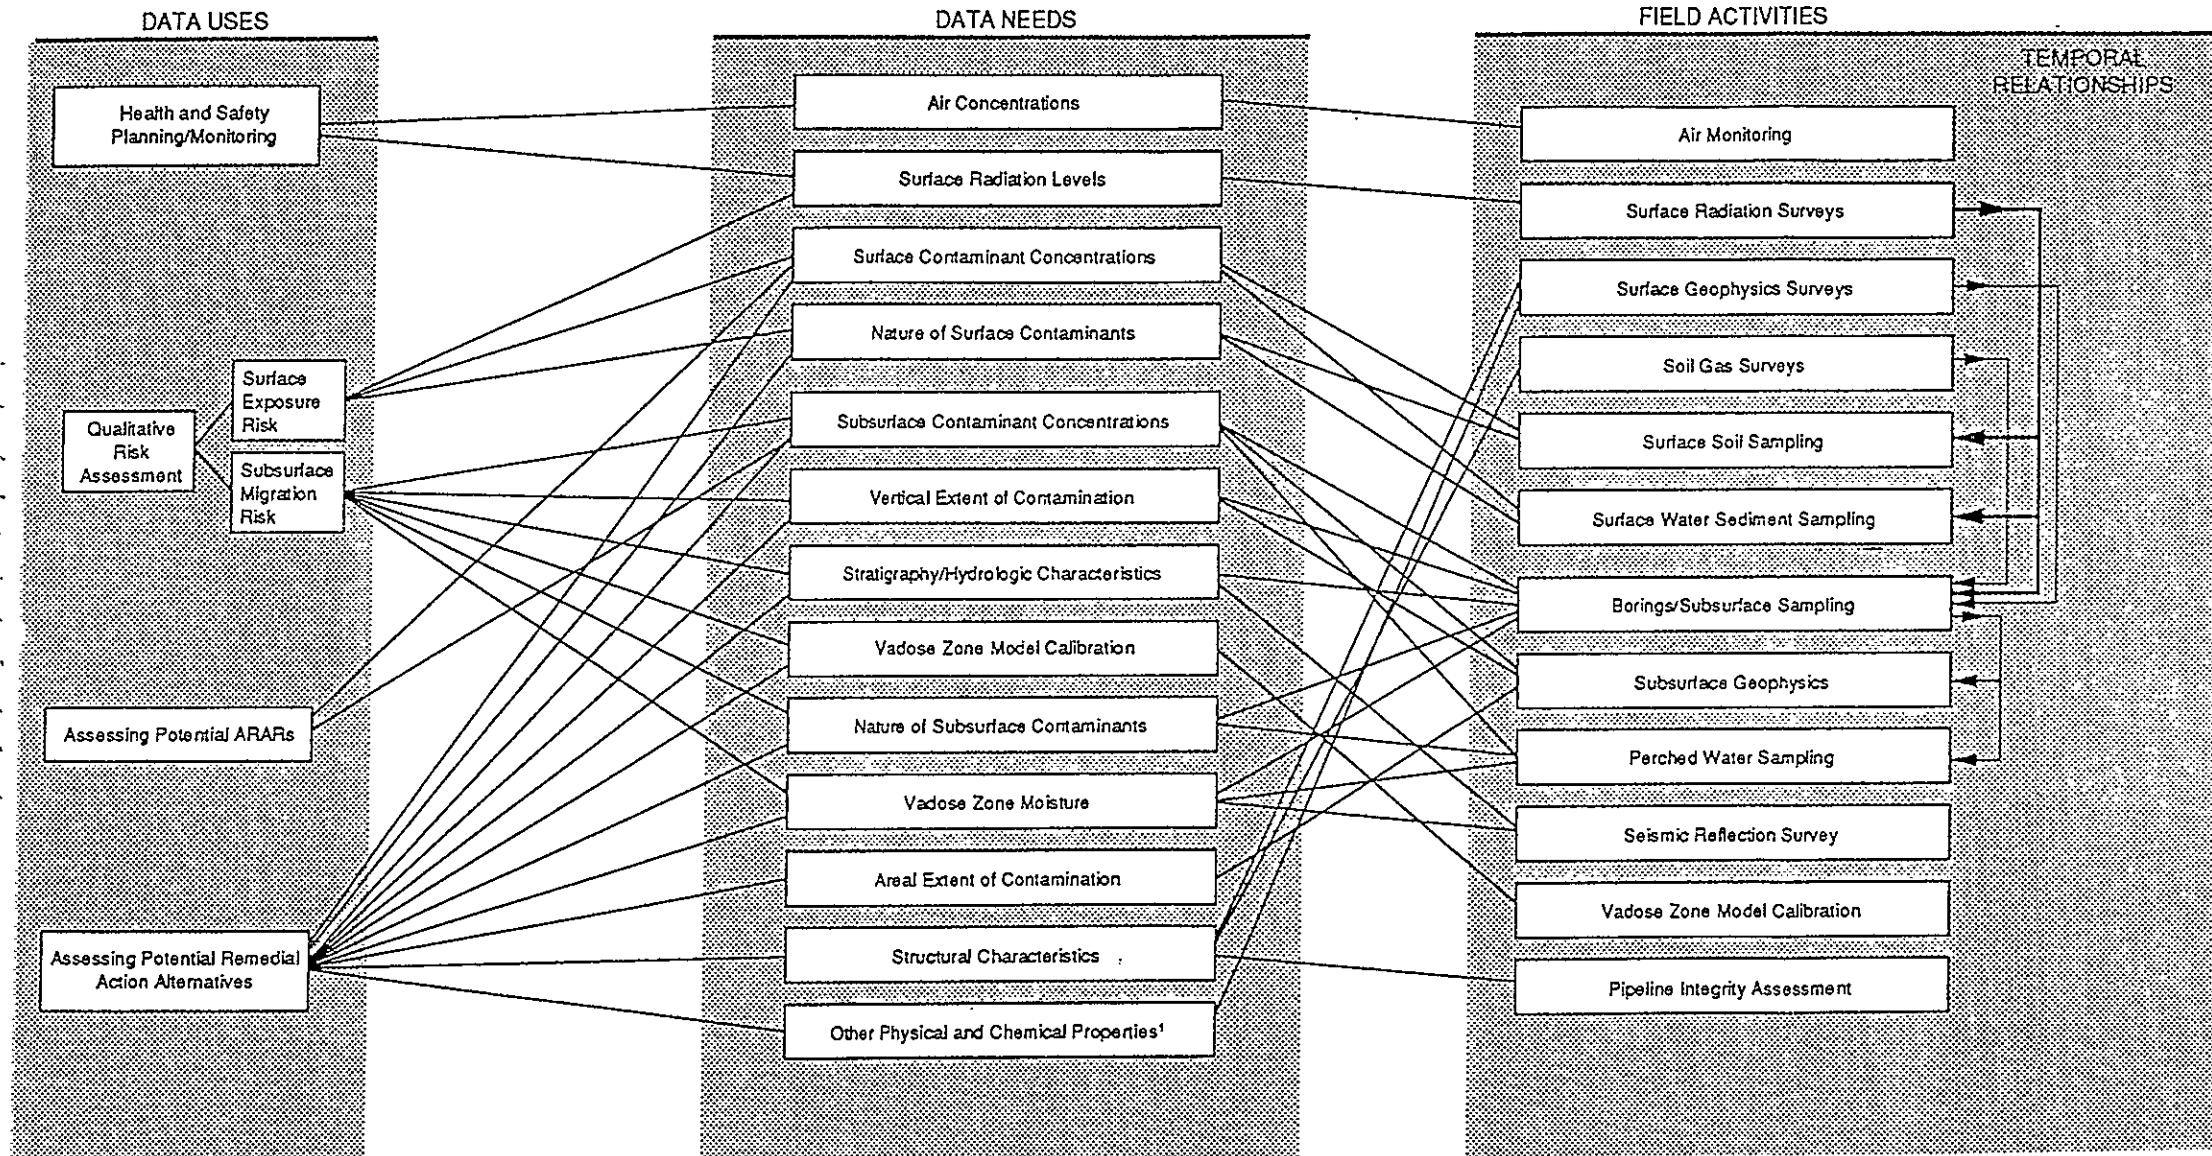 DATA USES
Health and Safety
Planning/Monitoring
Qualitative
Risk
Assessment
Surface
Exposure
Risk
Subsurface
Migration
Risk
Assessing Potential ARARs
Assessing Potential Remedial
Action Alternatives
DATA NEEDS
Air Concentrations
Surface Radiation Levels
Surface Contaminant Concentrations
Nature of Surface Contaminants
Subsurface Contaminant Concentrations
Vertical Extent of Contamination
Stratigraphy/Hydrologic Characteristics
Vadose Zone Model Calibration
Nature of Subsurface Contaminants
Vadose Zone Moisture
Areal Extent of Contamination
Structural Characteristics
Other Physical and Chemical Properties¹
FIELD ACTIVITIES
TEMPORAL
RELATIONSHIPS
Air Monitoring
Surface Radiation Surveys
Surface Geophysics Surveys
Soil Gas Surveys
Surface Soil Sampling
Surface Water Sediment Sampling
Borings/Subsurface Sampling
Subsurface Geophysics
Perched Water Sampling
Seismic Reflection Survey
Vadose Zone Model Calibration
Pipeline Integrity Assessment